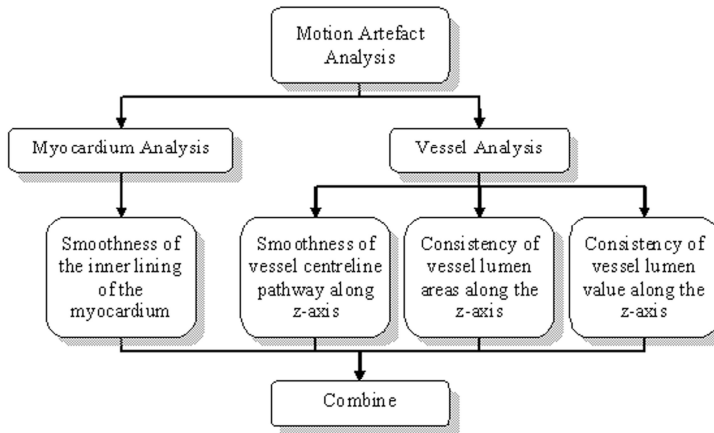 Motion Artefact
Analysis
Myocardium Analysis
Vessel Analysis
Smoothness of
the inner lining
of the
myocardium
Smoothness of
vessel centreline
pathway along
z-axis
Consistency of
vessel lumen
areas along the
z-axis
Consistency of
vessel lumen
value along the
z-axis
Combine